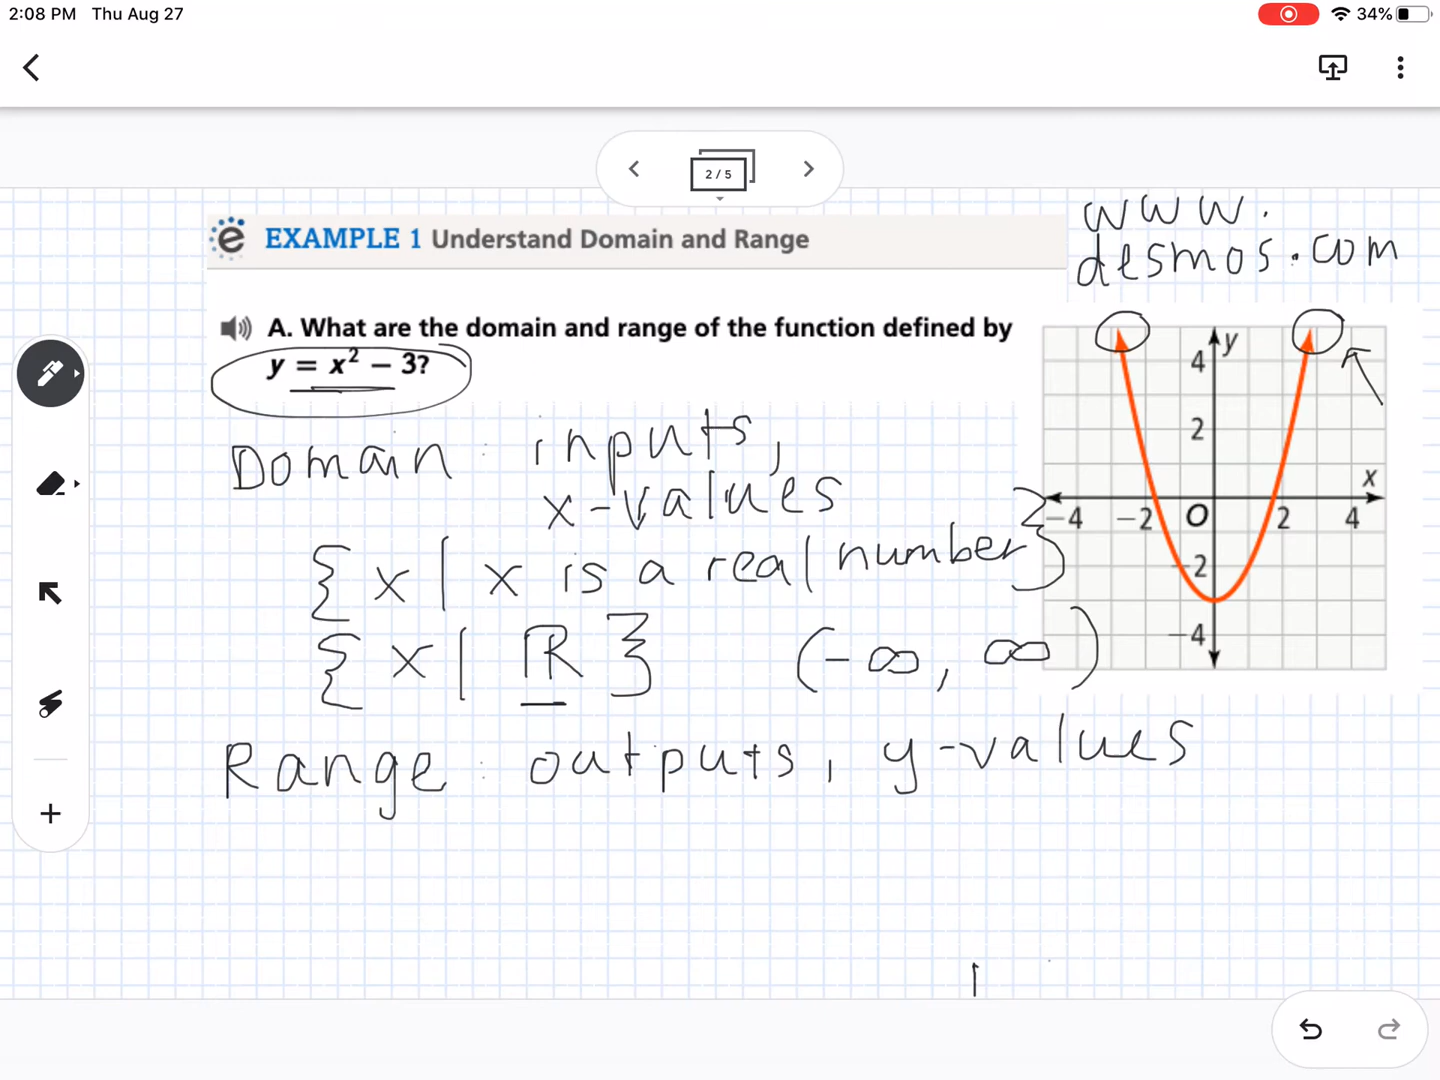 2:08 PM Thu Aug 27
34%
2 / 5
EXAMPLE 1 Understand Domain and Range
www.
desmos.com
A. What are the domain and range of the function defined by
y = x² − 3?
Domain : inputs,
x-values
{ x | x is a real number }
{ x | ℝ } (-∞, ∞)
Range : outputs, y-values
y
4
2
x
−4 −2 O 2 4
−2
−4